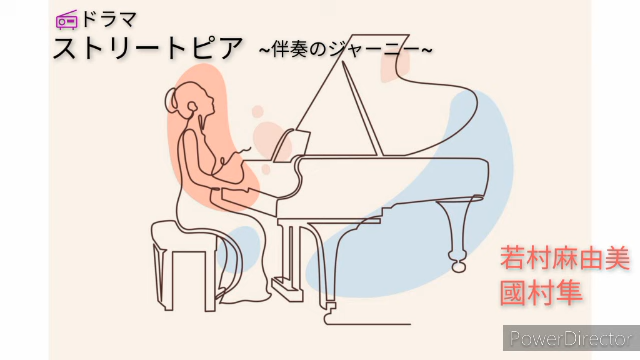 ドラマ
ストリートピア ~伴奏のジャーニー~
若村麻由美
國村隼
PowerDirector